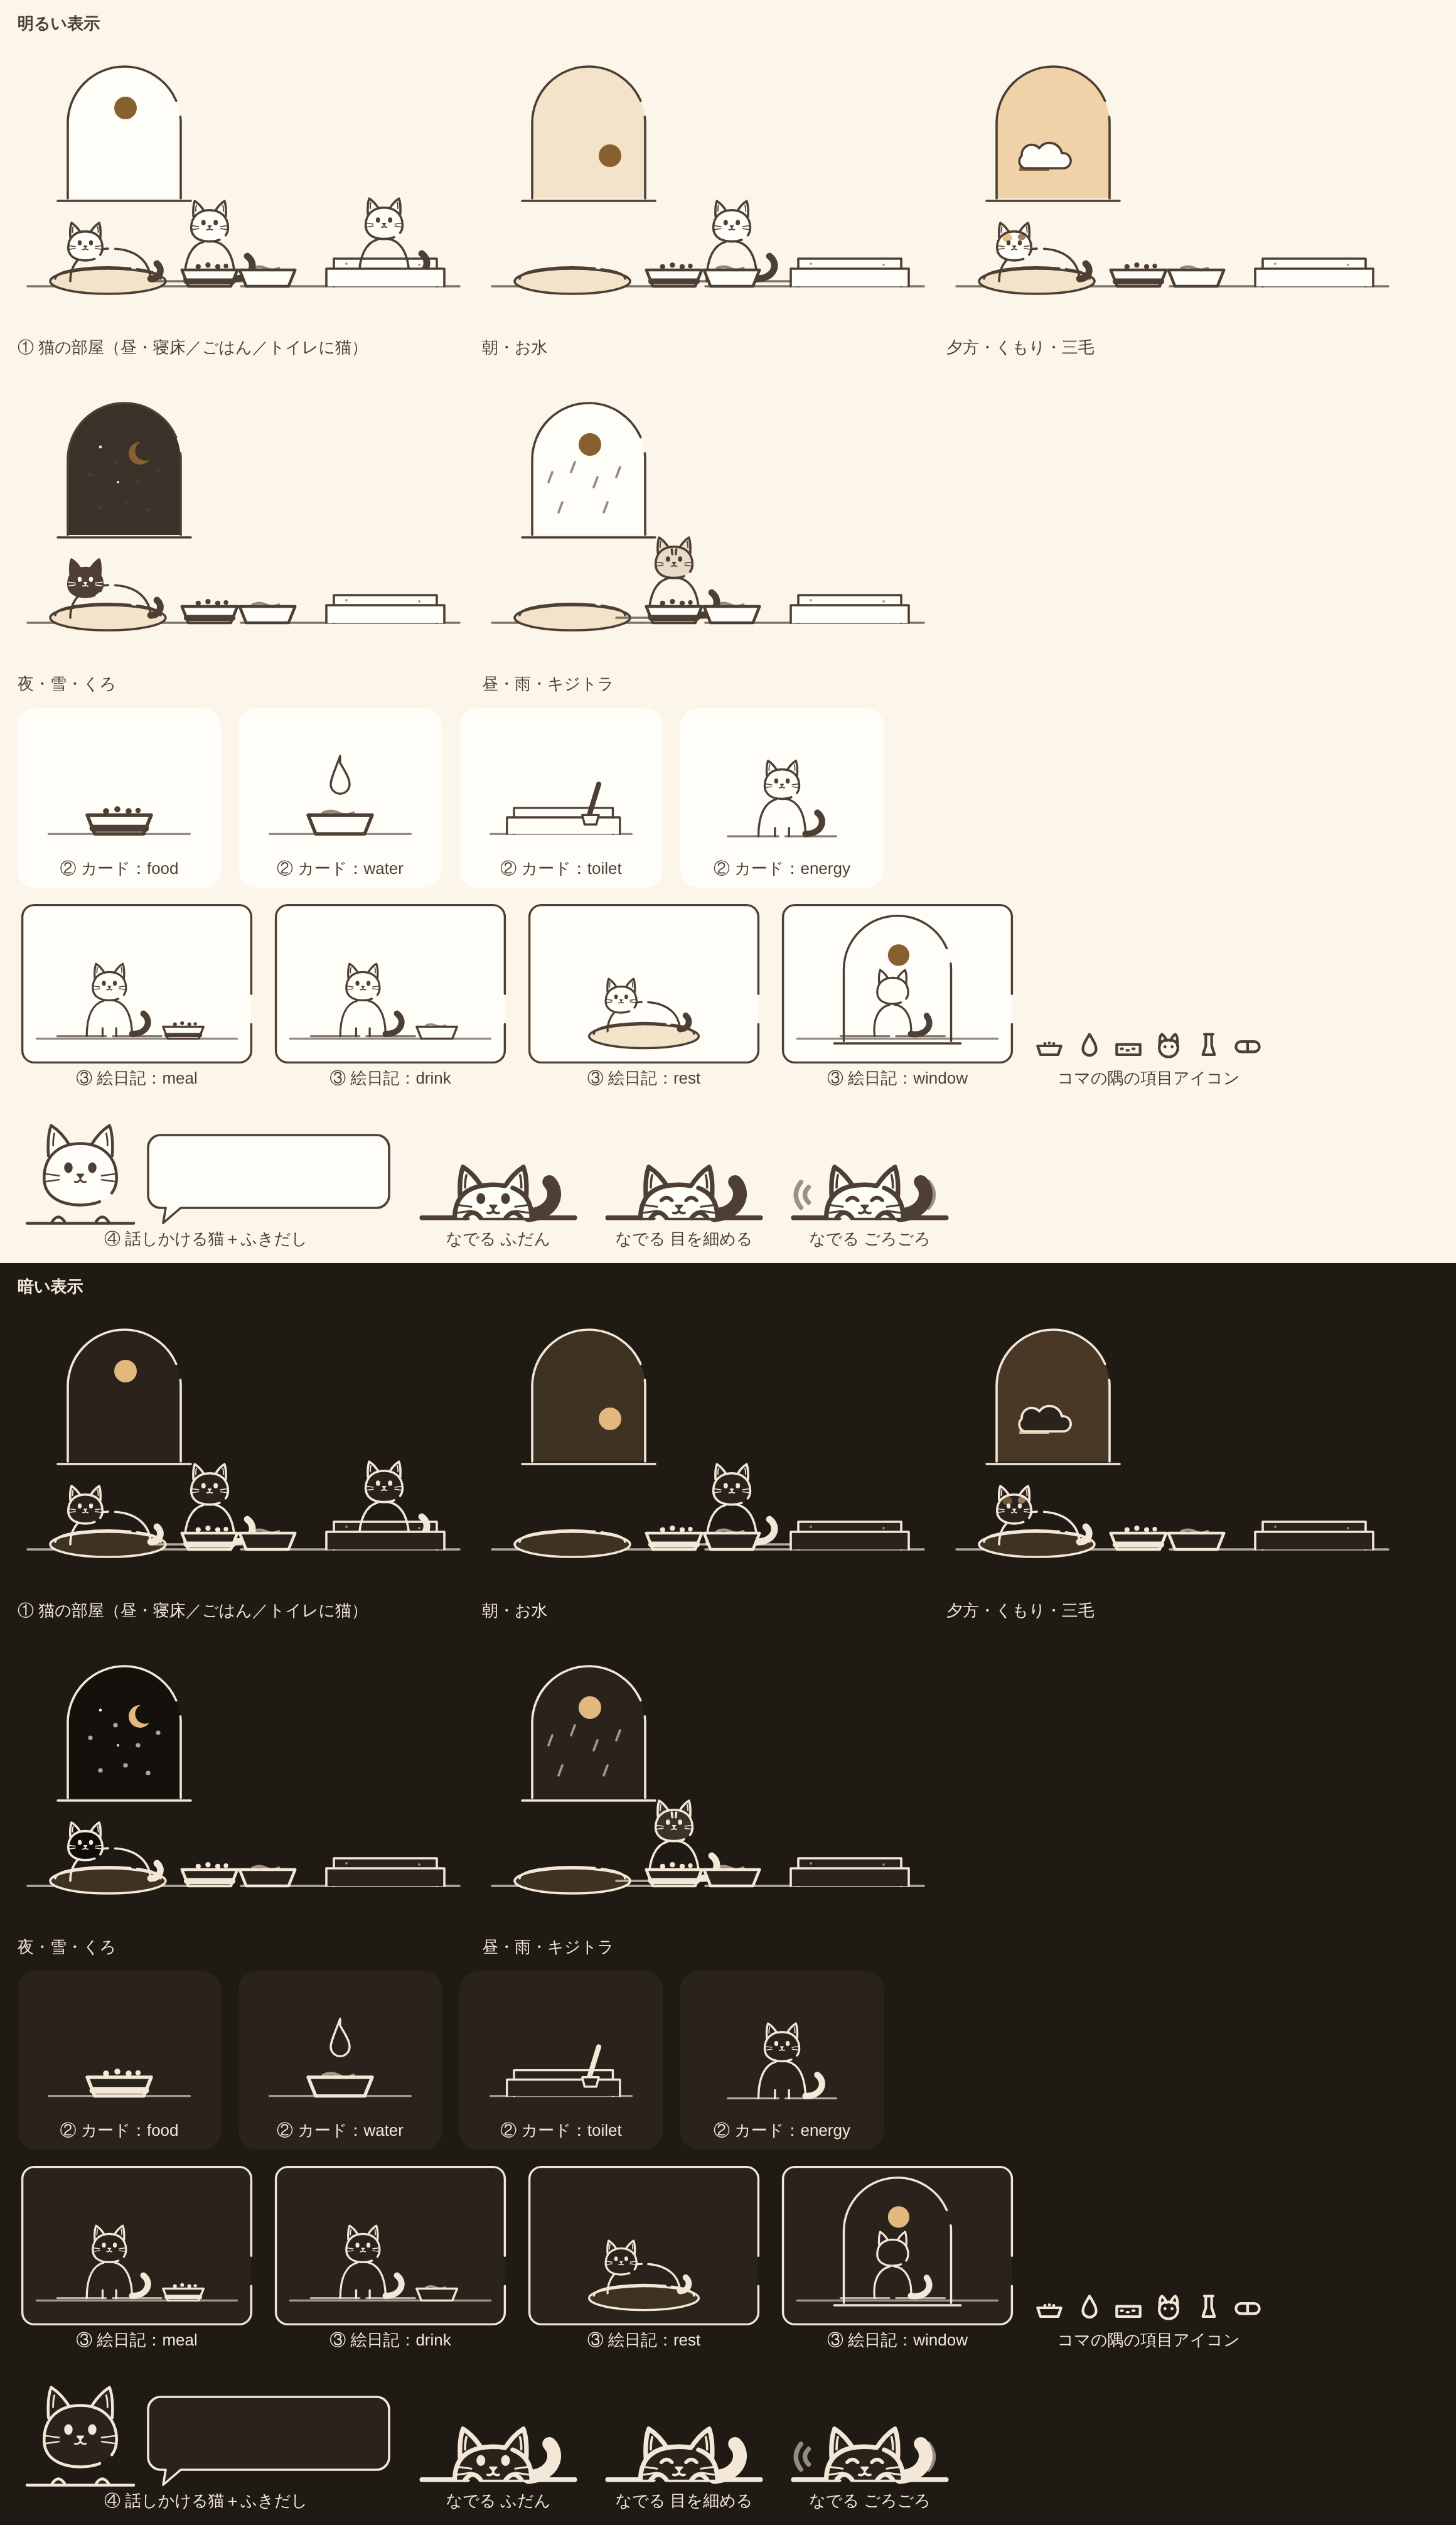 明るい表示
① 猫の部屋（昼・寝床／ごはん／トイレに猫）
朝・お水
夕方・くもり・三毛
夜・雪・くろ
昼・雨・キジトラ
② カード：food
② カード：water
② カード：toilet
② カード：energy
③ 絵日記：meal
③ 絵日記：drink
③ 絵日記：rest
③ 絵日記：window
コマの隅の項目アイコン
④ 話しかける猫＋ふきだし
なでる ふだん
なでる 目を細める
なでる ごろごろ
暗い表示
① 猫の部屋（昼・寝床／ごはん／トイレに猫）
朝・お水
夕方・くもり・三毛
夜・雪・くろ
昼・雨・キジトラ
② カード：food
② カード：water
② カード：toilet
② カード：energy
③ 絵日記：meal
③ 絵日記：drink
③ 絵日記：rest
③ 絵日記：window
コマの隅の項目アイコン
④ 話しかける猫＋ふきだし
なでる ふだん
なでる 目を細める
なでる ごろごろ